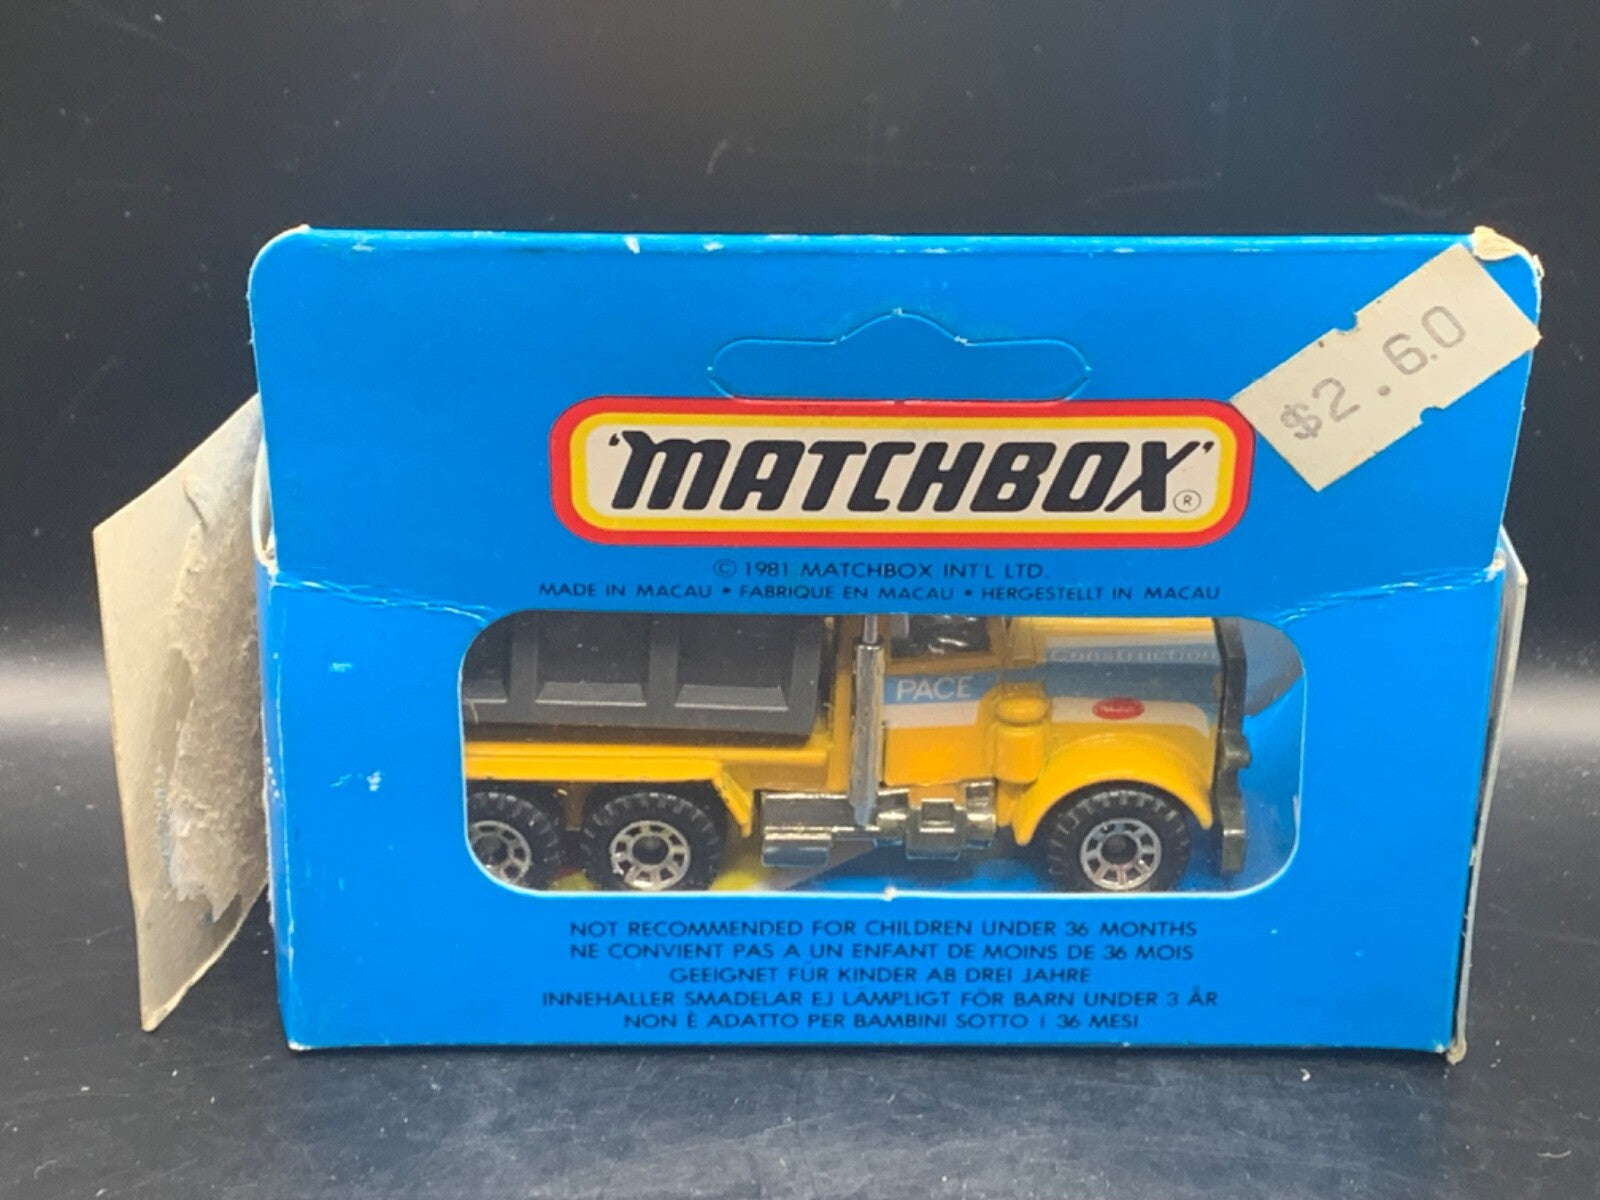 $2.60
'MATCHBOX'®
© 1981 MATCHBOX INT'L LTD.
MADE IN MACAU • FABRIQUE EN MACAU • HERGESTELLT IN MACAU
Construction
PACE
NOT RECOMMENDED FOR CHILDREN UNDER 36 MONTHS
NE CONVIENT PAS A UN ENFANT DE MOINS DE 36 MOIS
GEEIGNET FÜR KINDER AB DREI JAHRE
INNEHALLER SMADELAR EJ LÄMPLIGT FÖR BARN UNDER 3 ÅR
NON È ADATTO PER BAMBINI SOTTO I 36 MESI